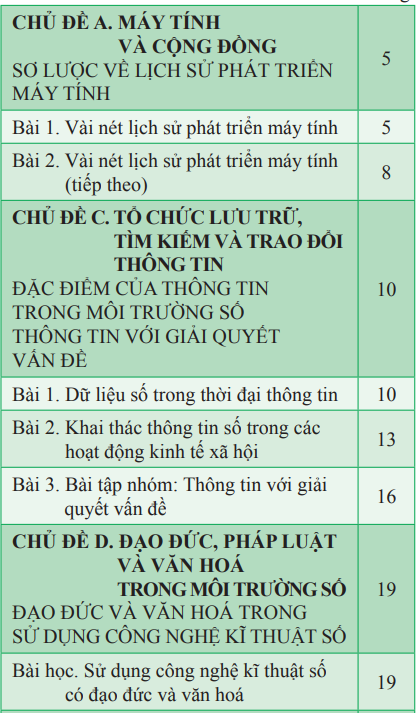 CHỦ ĐỀ A. MÁY TÍNH
VÀ CỘNG ĐỒNG
SƠ LƯỢC VỀ LỊCH SỬ PHÁT TRIỂN
MÁY TÍNH
5
Bài 1. Vài nét lịch sử phát triển máy tính
5
Bài 2. Vài nét lịch sử phát triển máy tính
(tiếp theo)
8
CHỦ ĐỀ C. TỔ CHỨC LƯU TRỮ,
TÌM KIẾM VÀ TRAO ĐỔI
THÔNG TIN
ĐẶC ĐIỂM CỦA THÔNG TIN
TRONG MÔI TRƯỜNG SỐ
THÔNG TIN VỚI GIẢI QUYẾT
VẤN ĐỀ
10
Bài 1. Dữ liệu số trong thời đại thông tin
10
Bài 2. Khai thác thông tin số trong các
hoạt động kinh tế xã hội
13
Bài 3. Bài tập nhóm: Thông tin với giải
quyết vấn đề
16
CHỦ ĐỀ D. ĐẠO ĐỨC, PHÁP LUẬT
VÀ VĂN HOÁ
TRONG MÔI TRƯỜNG SỐ
ĐẠO ĐỨC VÀ VĂN HOÁ TRONG
SỬ DỤNG CÔNG NGHỆ KĨ THUẬT SỐ
19
Bài học. Sử dụng công nghệ kĩ thuật số
có đạo đức và văn hoá
19